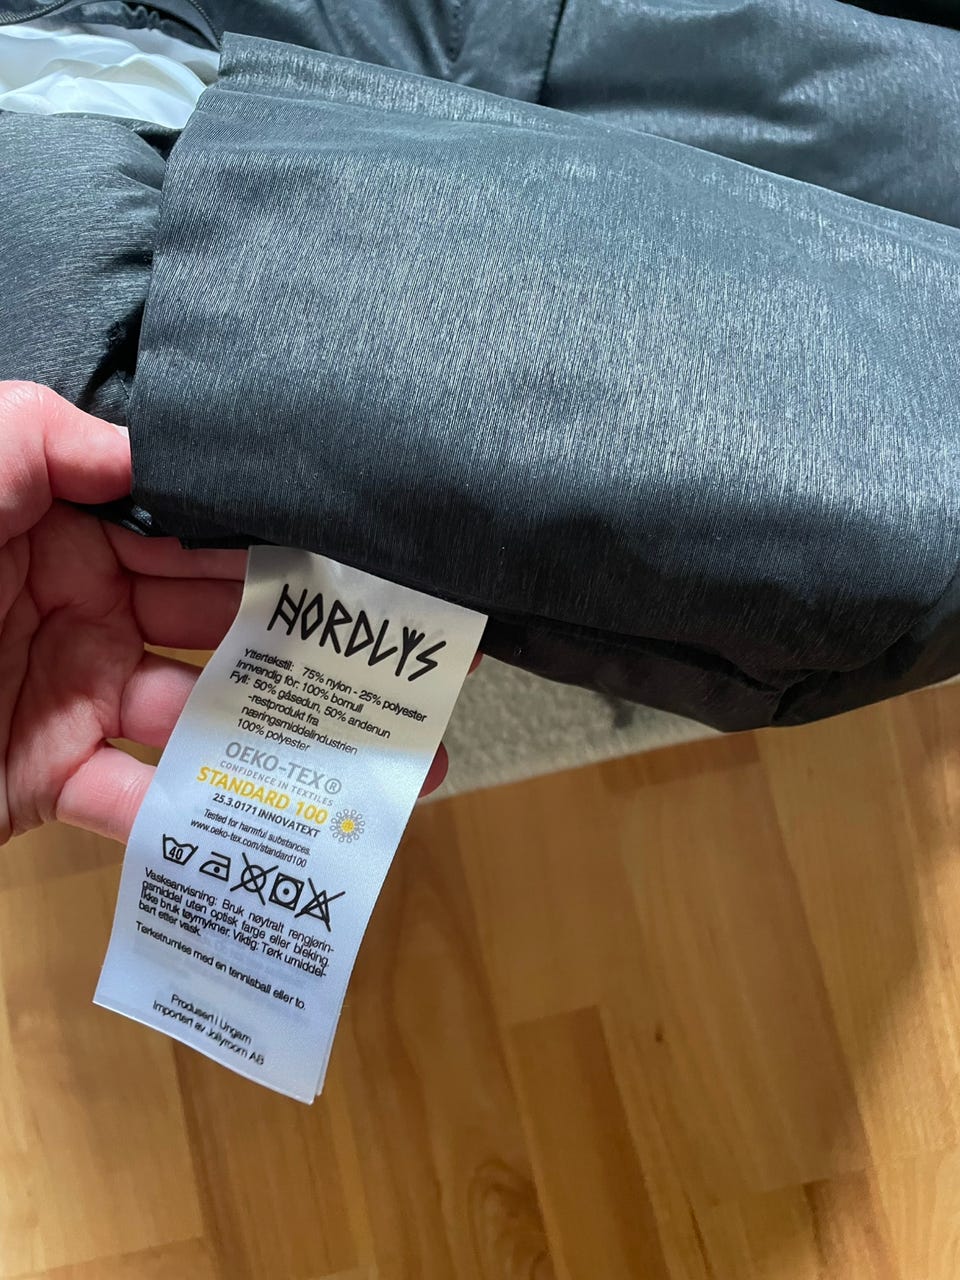 NORDLYS
Yttertekstil: 75% nylon - 25% polyester
Innvendig fôr: 100% bomull
Fyll: 50% gåsedun, 50% andenun
-restprodukt fra
næringsmiddelindustrien
100% polyester
OEKO-TEX®
CONFIDENCE IN TEXTILES
STANDARD 100
25.3.0171 INNOVATEXT
Tested for harmful substances.
www.oeko-tex.com/standard100
40
Vaskeanvisning: Bruk nøytralt rengjørin-
gsmiddel uten optisk farge eller bleking.
Ikke bruk tøymykner. Viktig: Tørk umiddel-
bart etter vask.
Tørketrumles med en tennisball eller to.
Produsert i Ungarn
Importert av Jollyroom AB